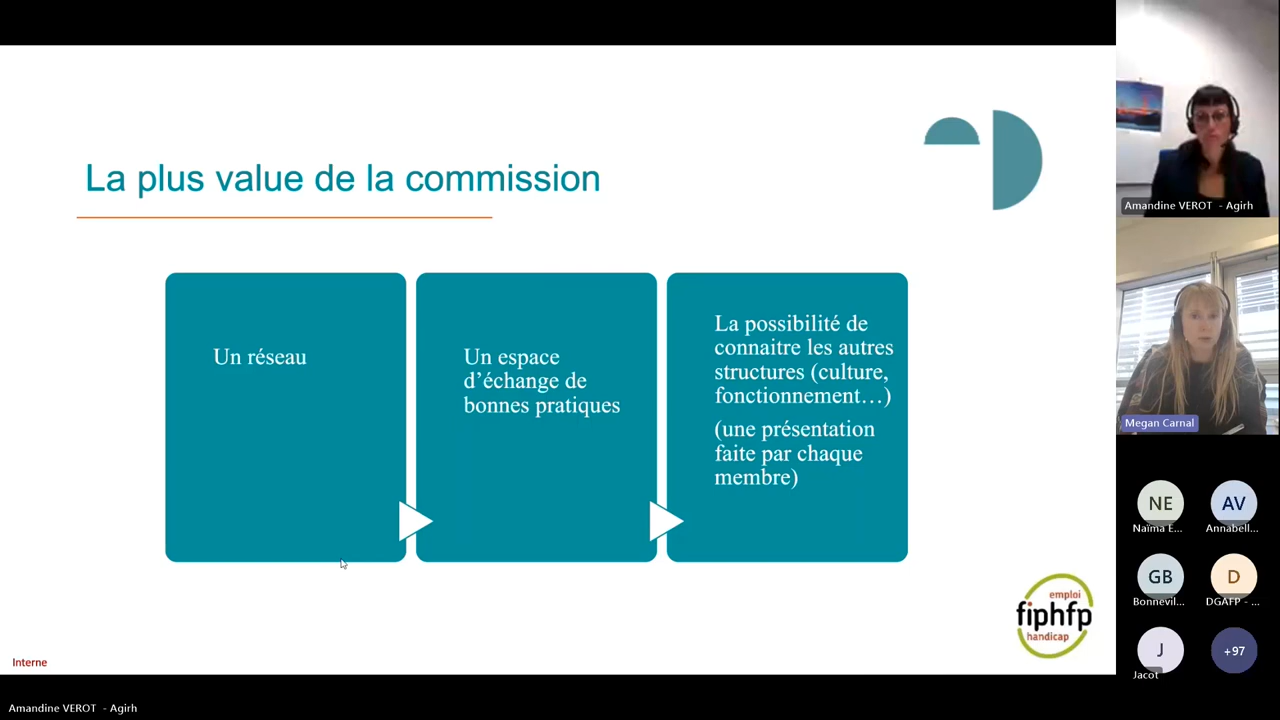 La plus value de la commission
Un réseau
Un espace
d'échange de
bonnes pratiques
La possibilité de
connaitre les autres
structures (culture,
fonctionnement…)
(une présentation
faite par chaque
membre)
emploi
fiphfp
handicap
Interne
Amandine VEROT - Agirh
Amandine VEROT - Agirh
Megan Carnal
NE
AV
Naïma E...
Annabell...
GB
D
Bonnevil...
DGAFP - ...
J
+97
Jacot